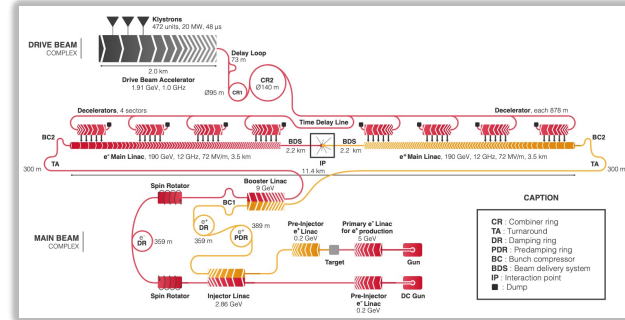 Klystrons
472 units, 20 MW, 48 µs
DRIVE BEAM
COMPLEX
Delay Loop
73 m
2.0 km
Drive Beam Accelerator
1.91 GeV, 1.0 GHz
CR2
Ø140 m
Ø95 m
CR1
Decelerators, 4 sectors
Time Delay Line
Decelerator, each 878 m
BC2
BDS
2.2 km
IP
BDS
2.2 km
BC2
e⁻ Main Linac, 190 GeV, 12 GHz, 72 MV/m, 3.5 km
e⁺ Main Linac, 190 GeV, 12 GHz, 72 MV/m, 3.5 km
300 m
TA
11.4 km
TA
300 m
Booster Linac
9 GeV
Spin Rotator
BC1
MAIN BEAM
COMPLEX
e⁻
DR
359 m
e⁺
DR
359 m
e⁺
PDR
389 m
Pre-Injector
e⁺ Linac
0.2 GeV
Primary e⁻ Linac
for e⁺ production
5 GeV
Target
Gun
Spin Rotator
Injector Linac
2.86 GeV
Pre-Injector
e⁻ Linac
0.2 GeV
DC Gun
CAPTION
CR : Combiner ring
TA : Turnaround
DR : Damping ring
PDR : Predamping ring
BC : Bunch compressor
BDS : Beam delivery system
IP : Interaction point
: Dump